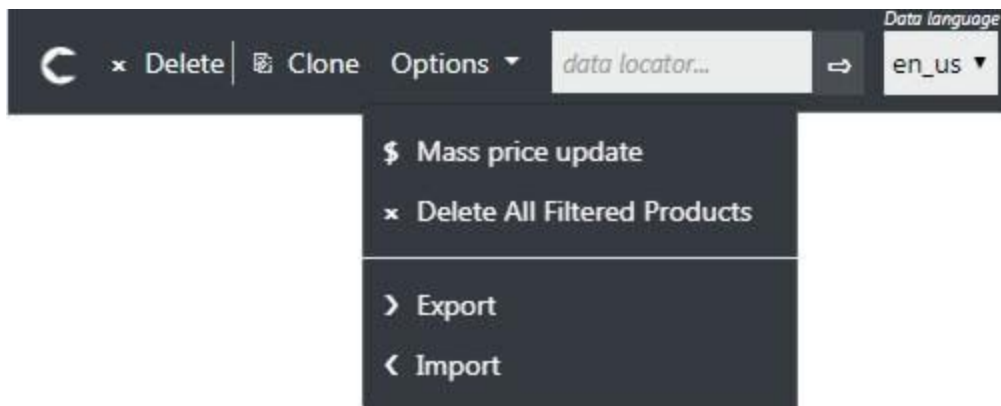 Data language
× Delete Clone Options data locator... ⇨ en_us
$ Mass price update
× Delete All Filtered Products
Export
Import